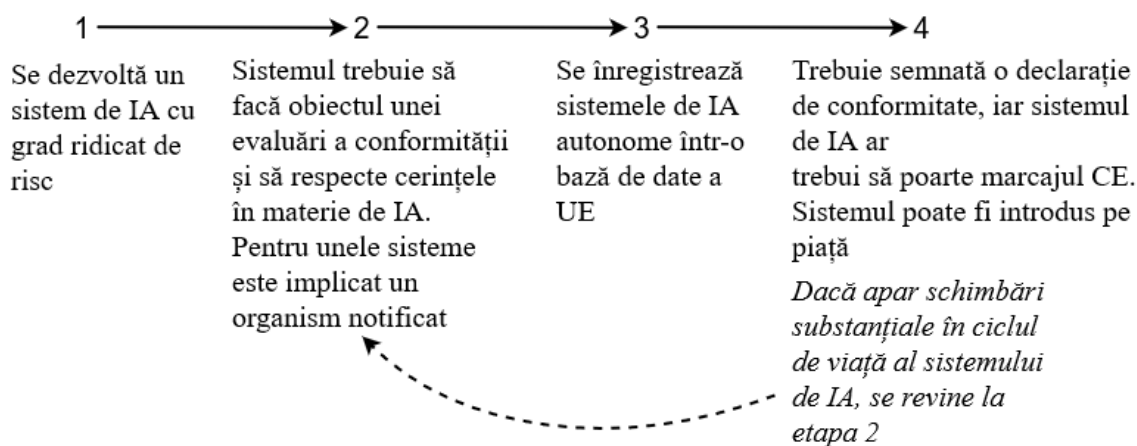 1
2
3
4
Se dezvoltă un
sistem de IA cu
grad ridicat de
risc
Sistemul trebuie să
facă obiectul unei
evaluări a conformității
și să respecte cerințele
în materie de IA.
Pentru unele sisteme
este implicat un
organism notificat
Se înregistrează
sistemele de IA
autonome într-o
bază de date a
UE
Trebuie semnată o declarație
de conformitate, iar sistemul
de IA ar
trebui să poarte marcajul CE.
Sistemul poate fi introdus pe
piață
Dacă apar schimbări
substanțiale în ciclul
de viață al sistemului
de IA, se revine la
etapa 2